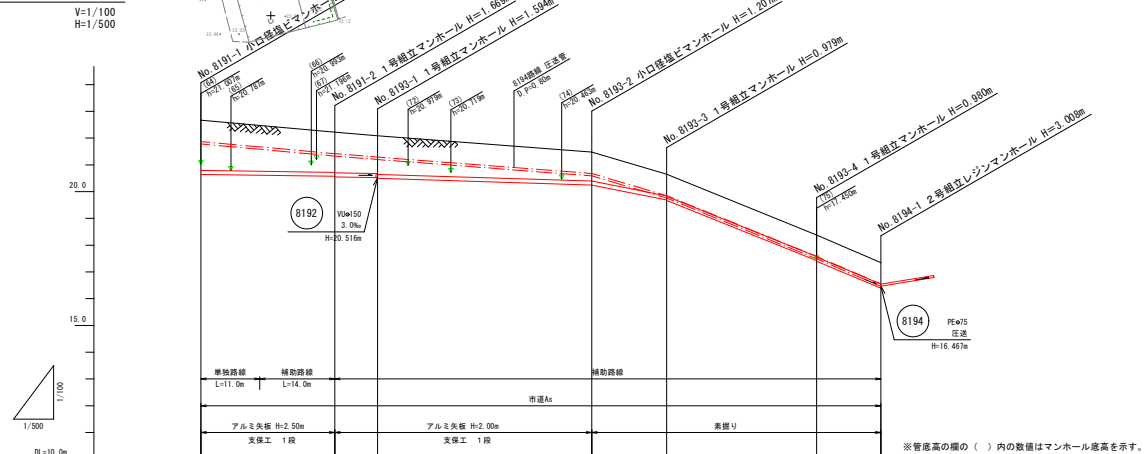 V=1/100
H=1/500
No.8191-1 小口径塩ビマンホー
No.8191-2 1号組立マンホール H=1.669
No.8193-1 1号組立マンホール H=1.594m
No.8193-2 小口径塩ビマンホール H=1.201m
No.8193-3 1号組立マンホール H=0.979m
No.8193-4 1号組立マンホール H=0.980m
No.8194-1 2号組立レジンマンホール H=3.008m
(64)
h=21.007m
(65)
h=20.787m
(66)
h=20.993m
(67)
h=21.196m
(72)
h=20.979m
(73)
h=20.719m
8194路線 圧送管
D.P=0.80m
(74)
h=20.463m
(75)
h=17.450m
20.0
15.0
8192
VUφ150
3.0‰
H=20.516m
8194
PEφ75
圧送
H=16.467m
単独路線
L=11.0m
補助路線
L=14.0m
補助路線
市道As
アルミ矢板 H=2.50m
支保工 1段
アルミ矢板 H=2.00m
支保工 1段
素掘り
1/100
1/500
DL=10.0m
※管底高の欄の( )内の数値はマンホール底高を示す。